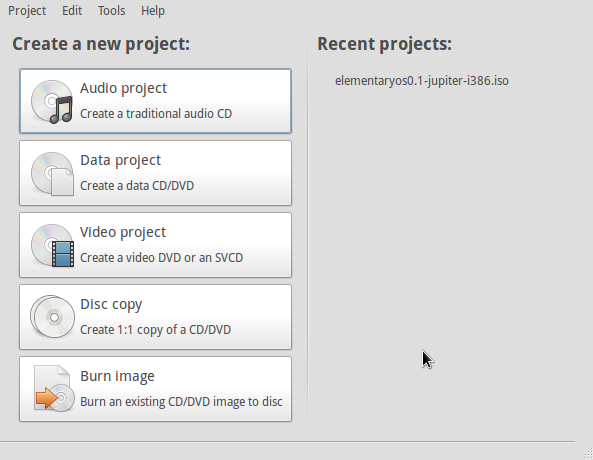 Project Edit Tools Help
Create a new project:
Audio project
Create a traditional audio CD
Data project
Create a data CD/DVD
Video project
Create a video DVD or an SVCD
Disc copy
Create 1:1 copy of a CD/DVD
Burn image
Burn an existing CD/DVD image to disc
Recent projects:
elementaryos0.1-jupiter-i386.iso